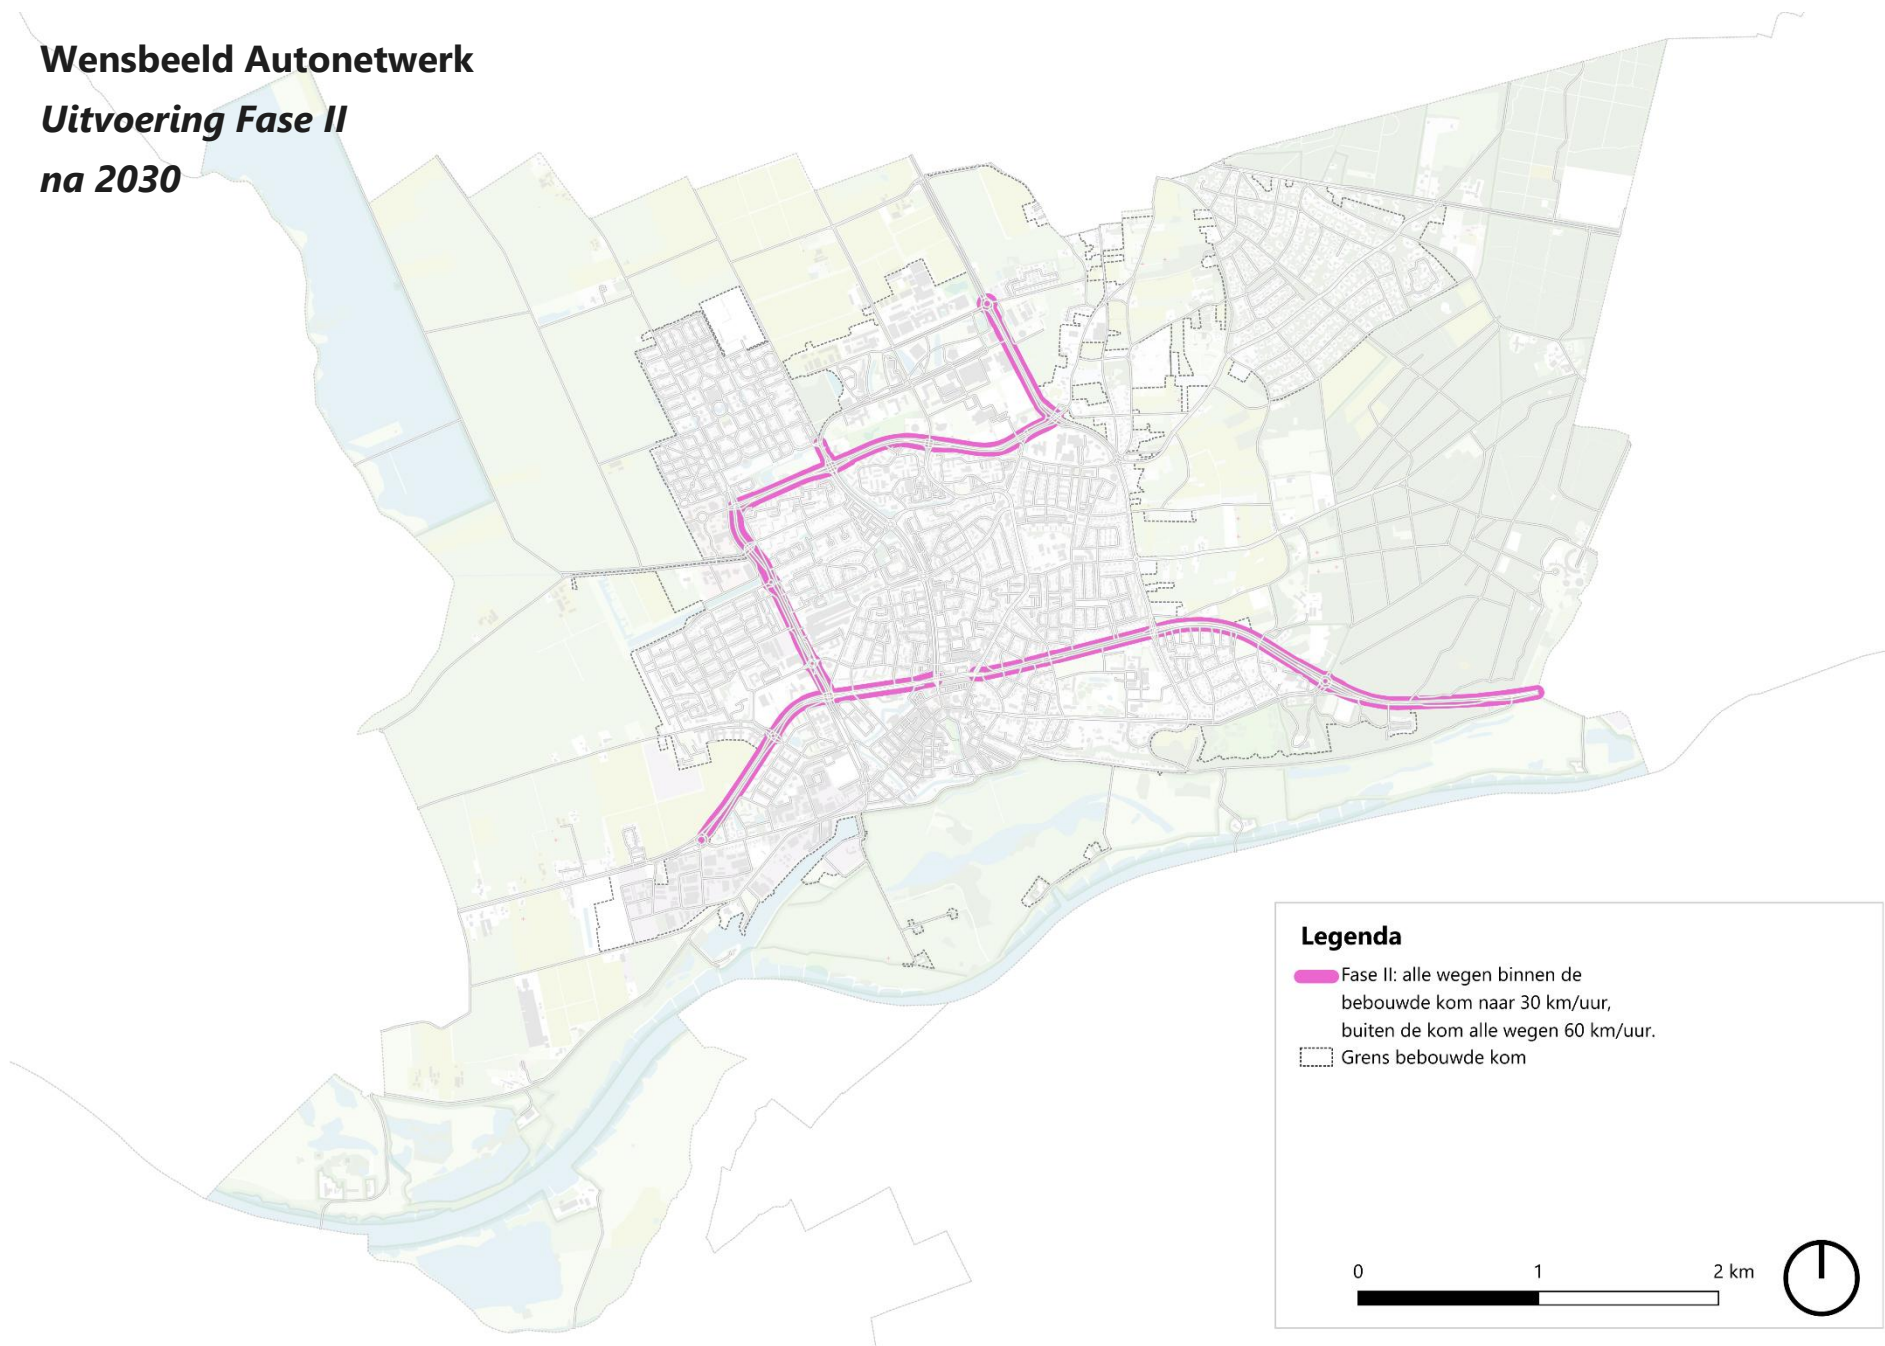 Wensbeeld Autonetwerk
Uitvoering Fase II
na 2030
Legenda
Fase II: alle wegen binnen de
bebouwde kom naar 30 km/uur,
buiten de kom alle wegen 60 km/uur.
Grens bebouwde kom
0 1 2 km